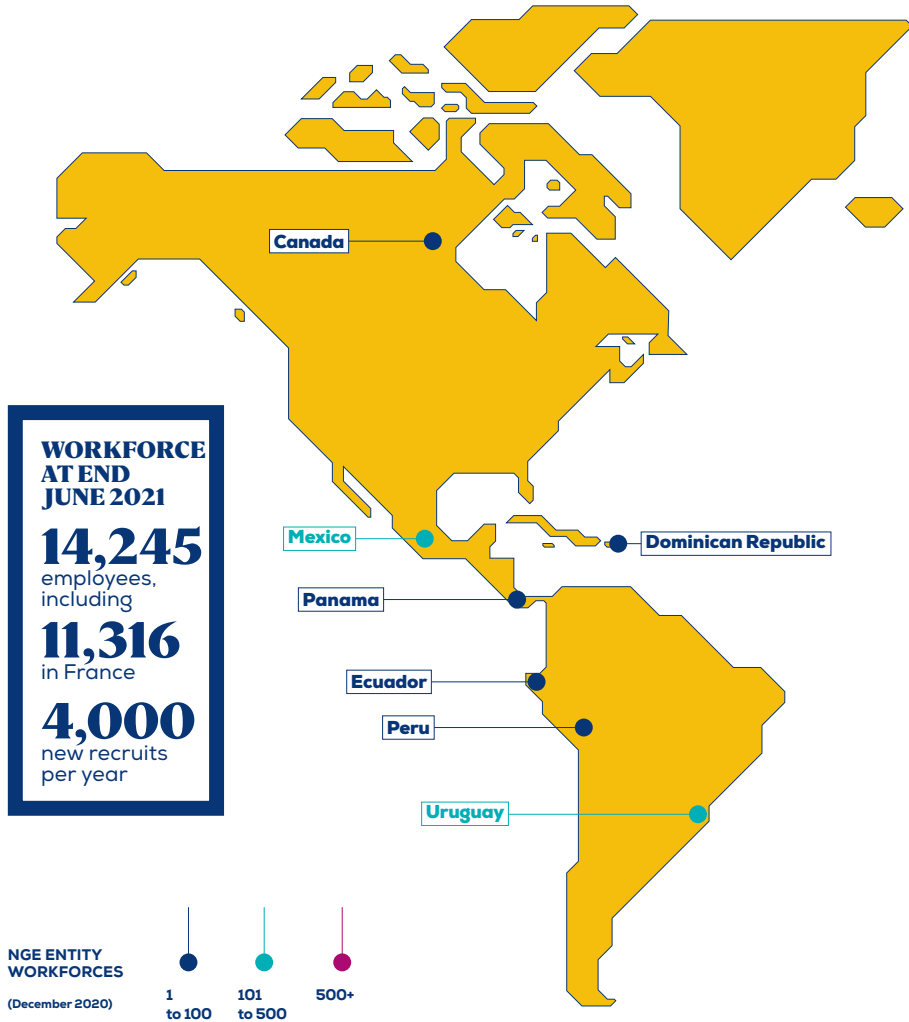 Canada
WORKFORCE
AT END
JUNE 2021
14,245
employees,
including
11,316
in France
4,000
new recruits
per year
Mexico
Dominican Republic
Panama
Ecuador
Peru
Uruguay
NGE ENTITY
WORKFORCES
(December 2020)
1
to 100
101
to 500
500+